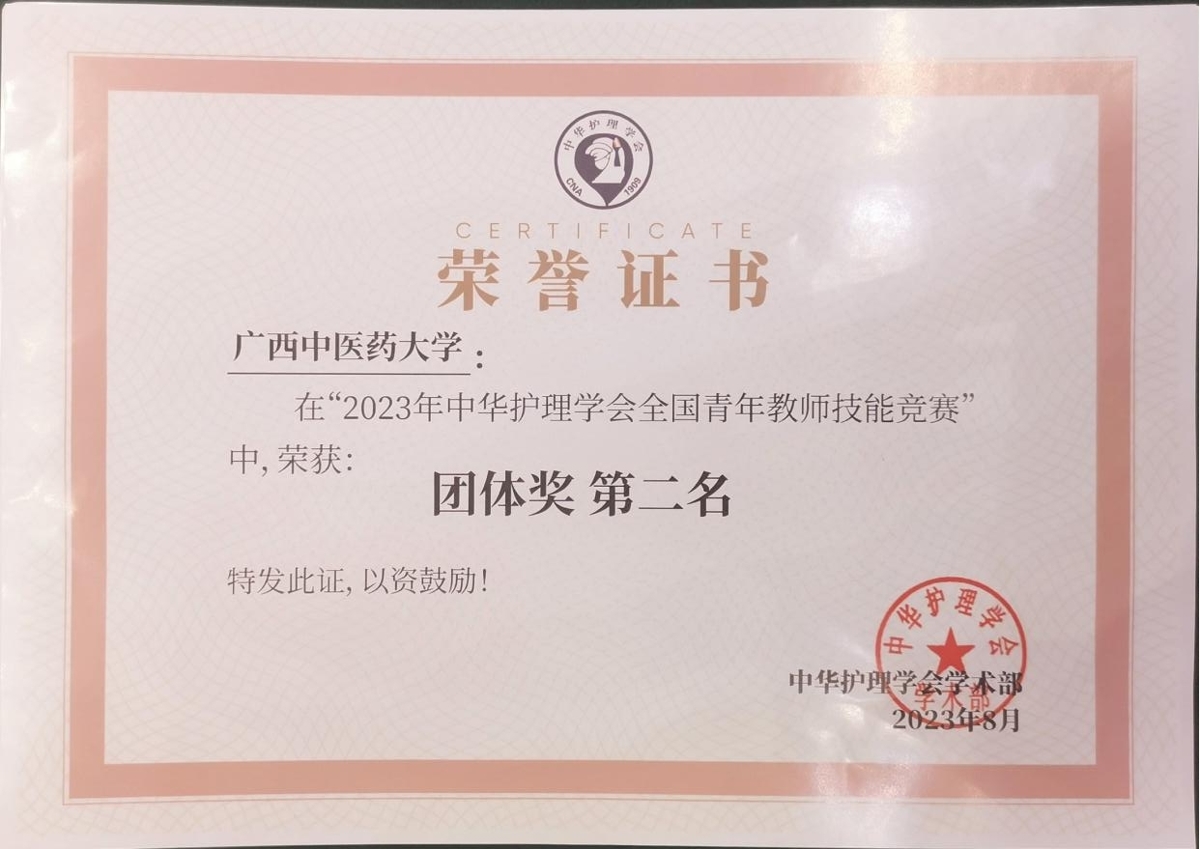 中华护理学会
CNA 1909
CERTIFICATE
荣誉证书
广西中医药大学：
在“2023年中华护理学会全国青年教师技能竞赛”
中, 荣获：
团体奖 第二名
特发此证, 以资鼓励！
中华护理学会
中华护理学会学术部
学术部
2023年8月